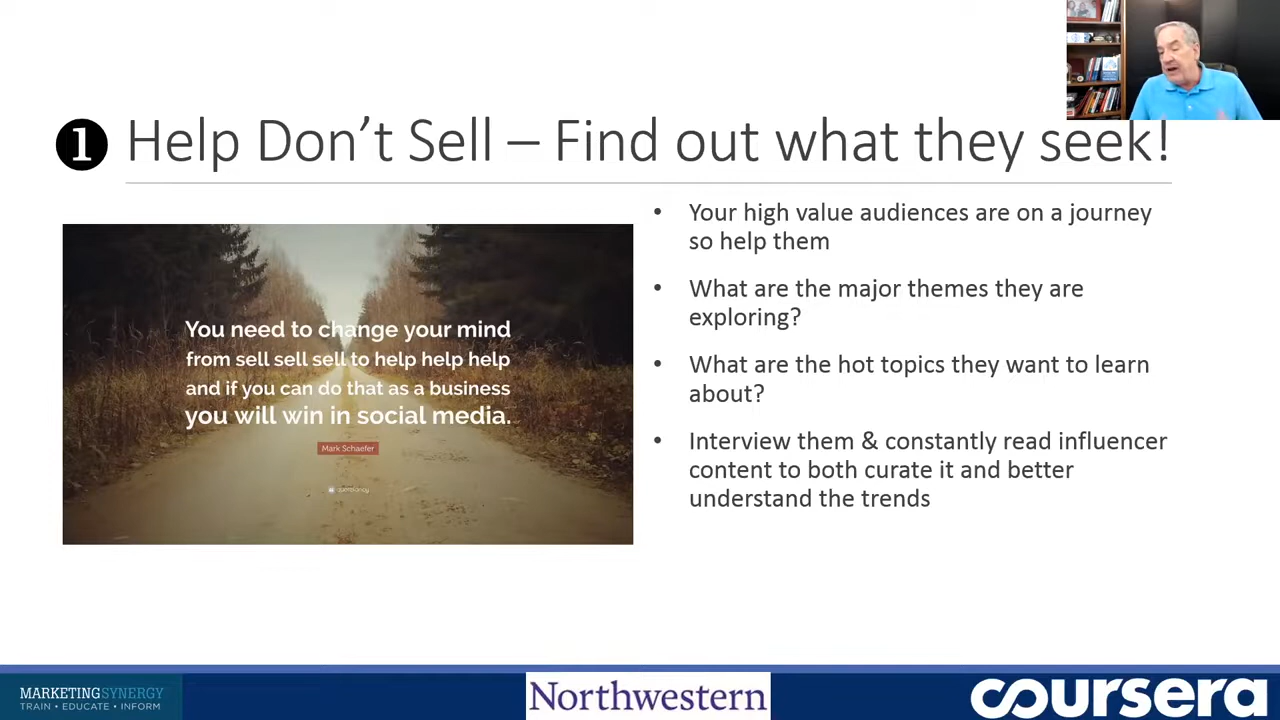 ❶ Help Don’t Sell – Find out what they seek!
You need to change your mind
from sell sell sell to help help help
and if you can do that as a business
you will win in social media.
Mark Schaefer
• Your high value audiences are on a journey
so help them
• What are the major themes they are
exploring?
• What are the hot topics they want to learn
about?
• Interview them & constantly read influencer
content to both curate it and better
understand the trends
MARKETINGSYNERGY
TRAIN • EDUCATE • INFORM
Northwestern
coursera